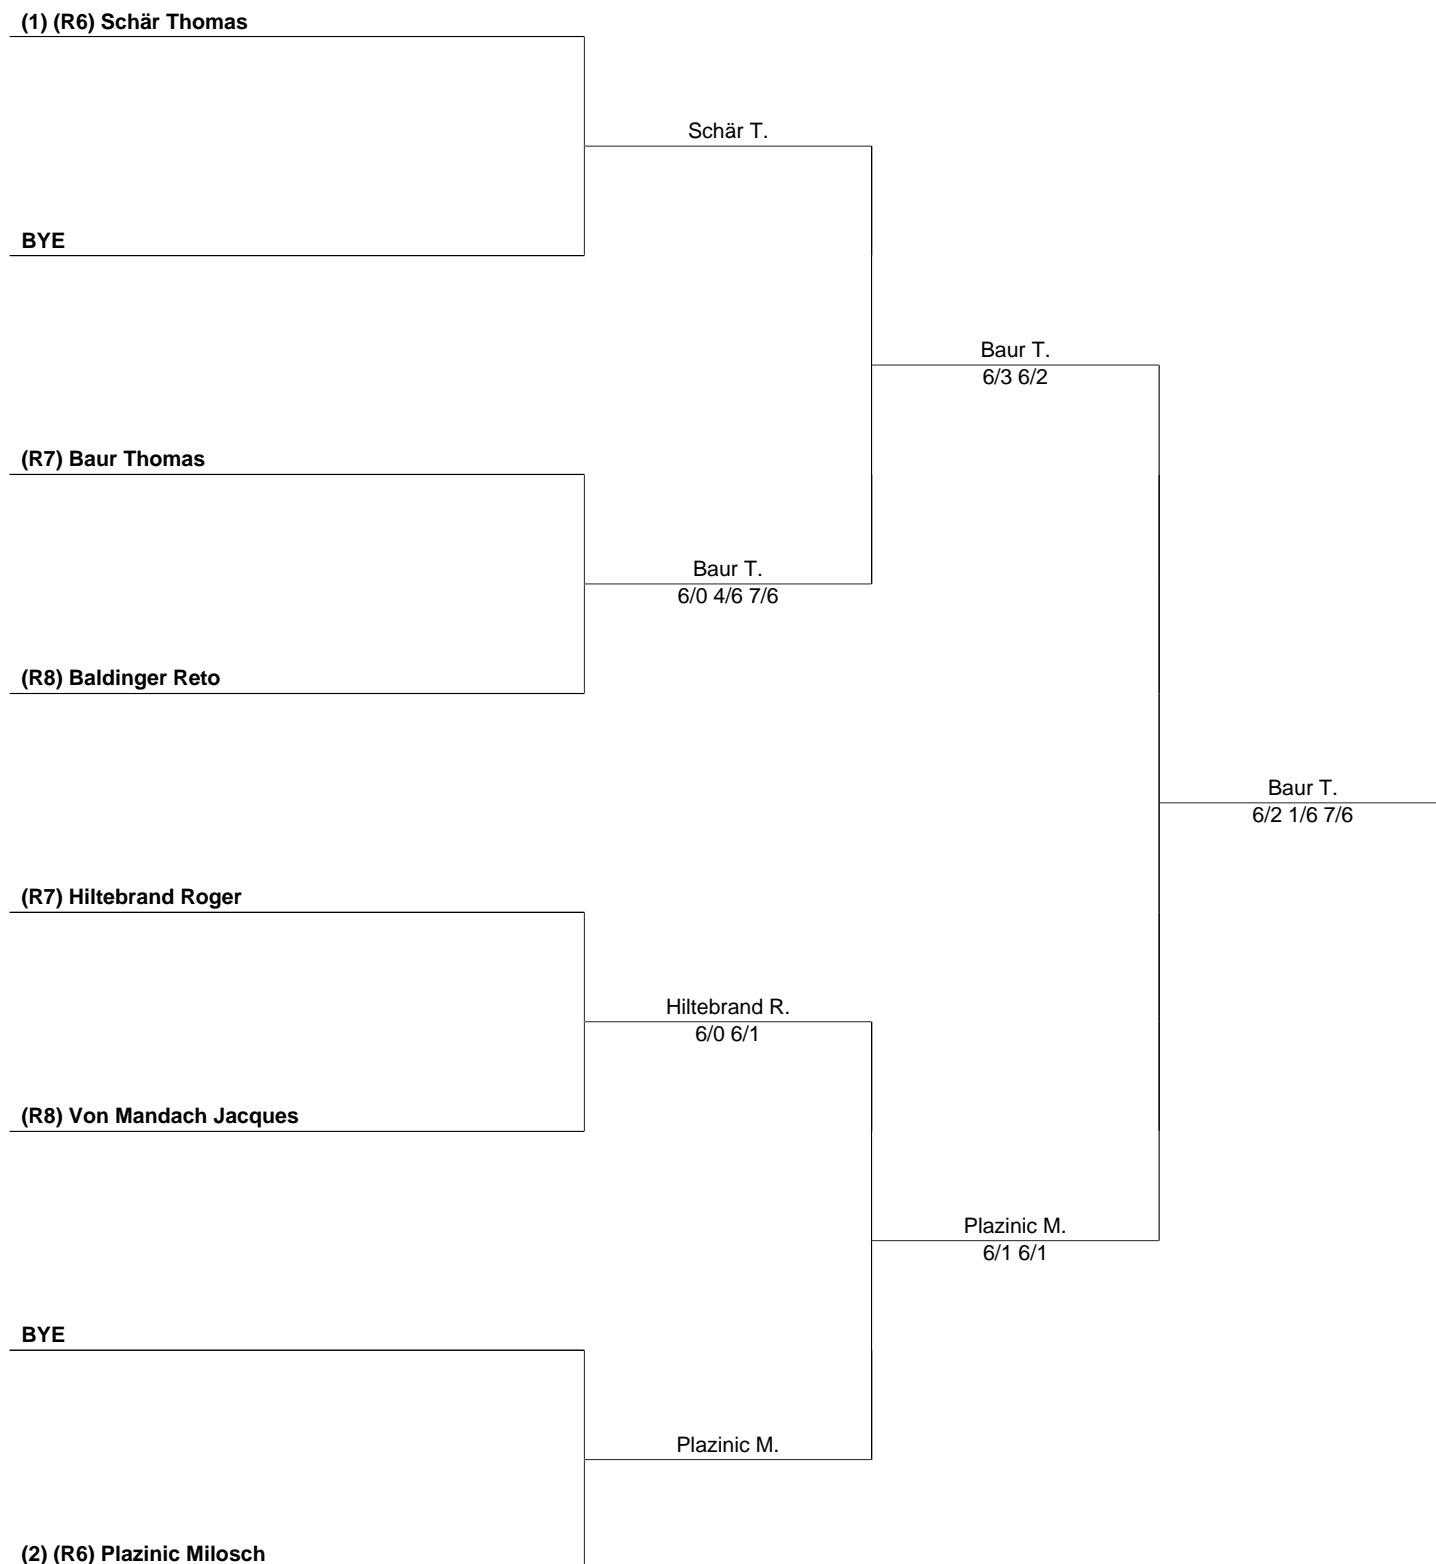 (1) (R6) Schär Thomas
Schär T.
BYE
Baur T.
6/3 6/2
(R7) Baur Thomas
Baur T.
6/0 4/6 7/6
(R8) Baldinger Reto
Baur T.
6/2 1/6 7/6
(R7) Hiltebrand Roger
Hiltebrand R.
6/0 6/1
(R8) Von Mandach Jacques
Plazinic M.
6/1 6/1
BYE
Plazinic M.
(2) (R6) Plazinic Milosch